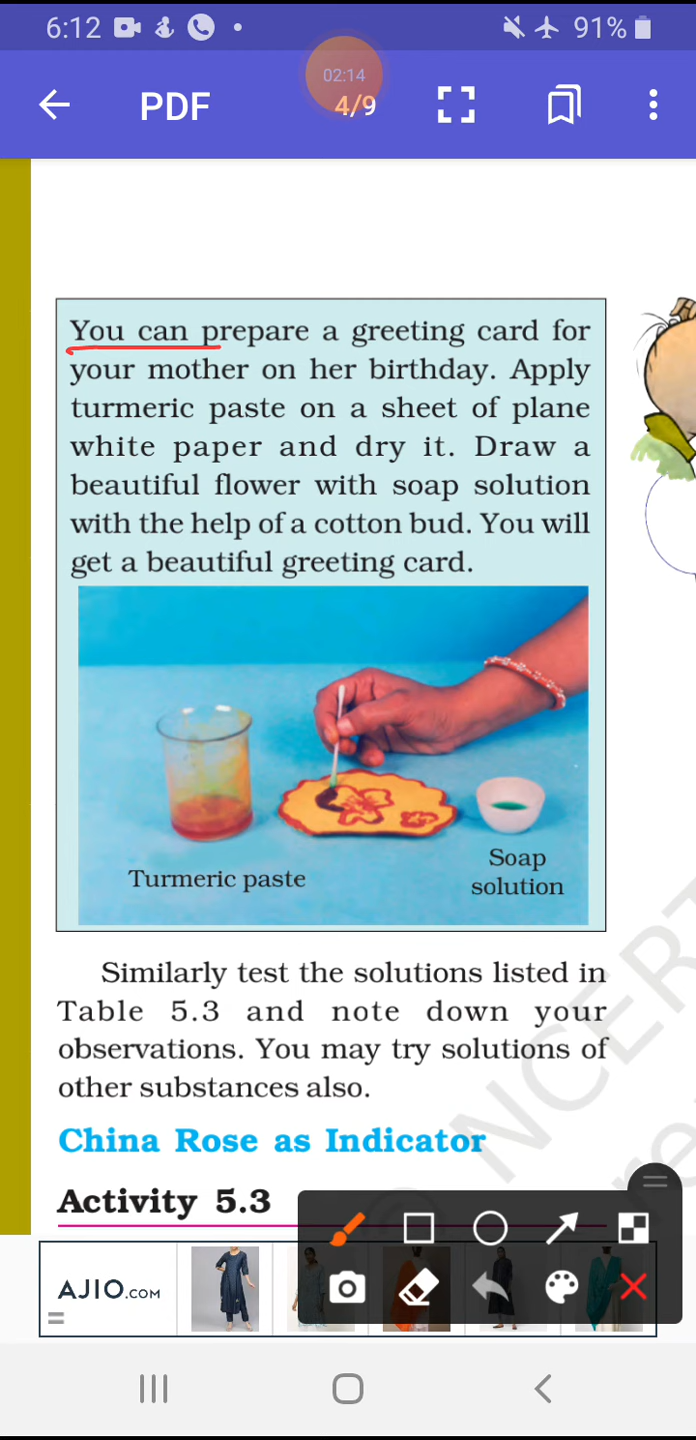 6:12 91%
02:14
PDF 4/9
You can prepare a greeting card for
your mother on her birthday. Apply
turmeric paste on a sheet of plane
white paper and dry it. Draw a
beautiful flower with soap solution
with the help of a cotton bud. You will
get a beautiful greeting card.
Turmeric paste
Soap
solution
Similarly test the solutions listed in
Table 5.3 and note down your
observations. You may try solutions of
other substances also.
China Rose as Indicator
Activity 5.3
NCERT
re
AJIO.COM